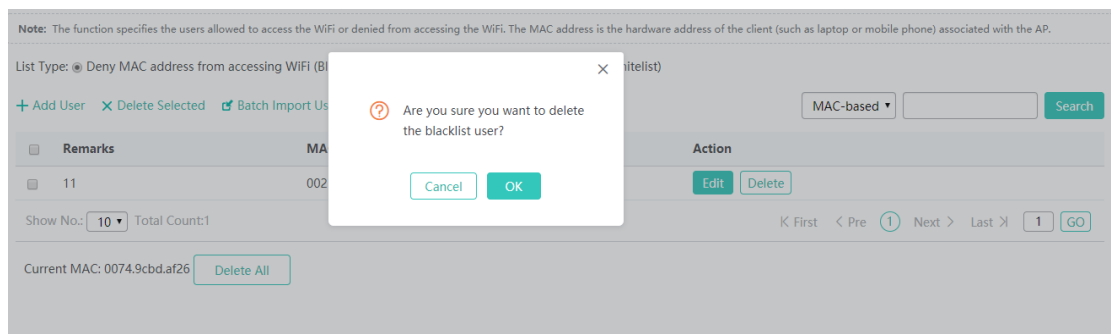 Note: The function specifies the users allowed to access the WiFi or denied from accessing the WiFi. The MAC address is the hardware address of the client (such as laptop or mobile phone) associated with the AP.
List Type: Deny MAC address from accessing WiFi (Bl
Add User Delete Selected Batch Import Us
MAC-based Search
Are you sure you want to delete
the blacklist user?
Cancel OK
Remarks MA Action
11 002 Edit Delete
Show No.: 10 Total Count:1 First Pre 1 Next Last 1 GO
Current MAC: 0074.9cbd.af26 Delete All